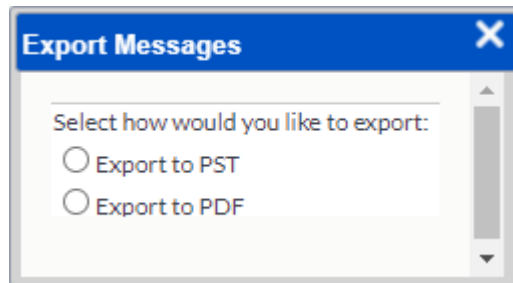 Export Messages
Select how would you like to export:
Export to PST
Export to PDF